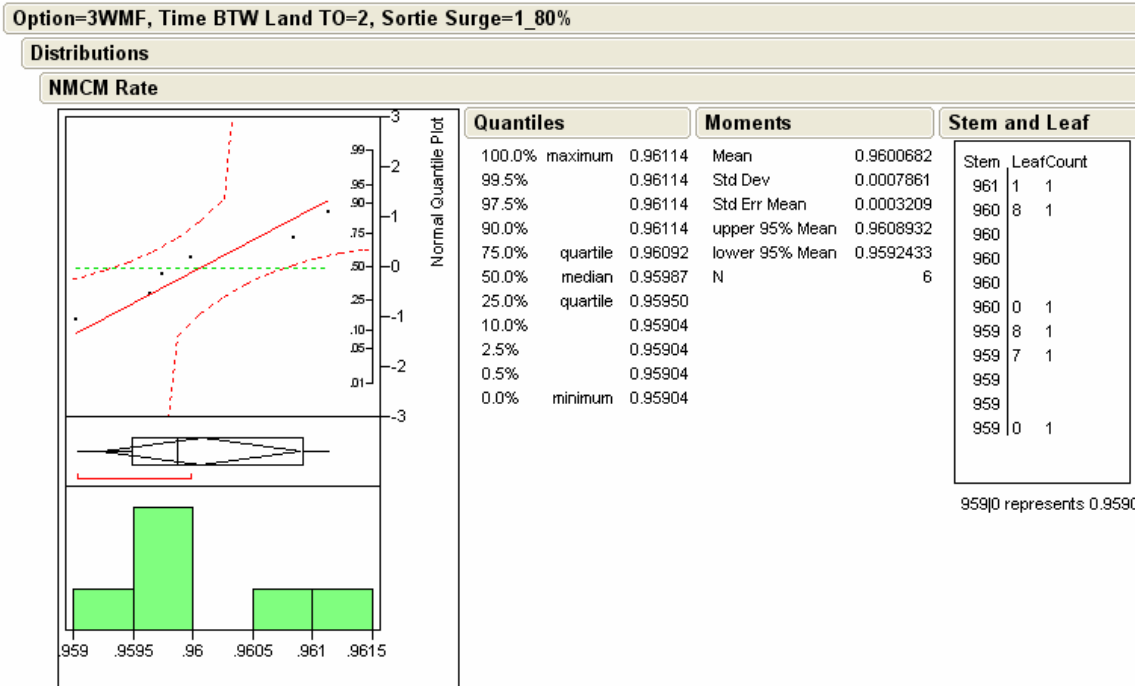 Option=3WMF, Time BTW Land TO=2, Sortie Surge=1_80%
Distributions
NMCM Rate
3
2
1
0
-1
-2
-3
.99
.95
.90
.75
.50
.25
.10
.05
.01
Normal Quantile Plot
.959 .9595 .96 .9605 .961 .9615
Quantiles
100.0% maximum 0.96114
99.5% 0.96114
97.5% 0.96114
90.0% 0.96114
75.0% quartile 0.96092
50.0% median 0.95987
25.0% quartile 0.95950
10.0% 0.95904
2.5% 0.95904
0.5% 0.95904
0.0% minimum 0.95904
Moments
Mean 0.9600682
Std Dev 0.0007861
Std Err Mean 0.0003209
upper 95% Mean 0.9608932
lower 95% Mean 0.9592433
N 6
Stem and Leaf
Stem Leaf Count
961 1 1
960 8 1
960
960
960
960 0 1
959 8 1
959 7 1
959
959
959 0 1
959|0 represents 0.9590